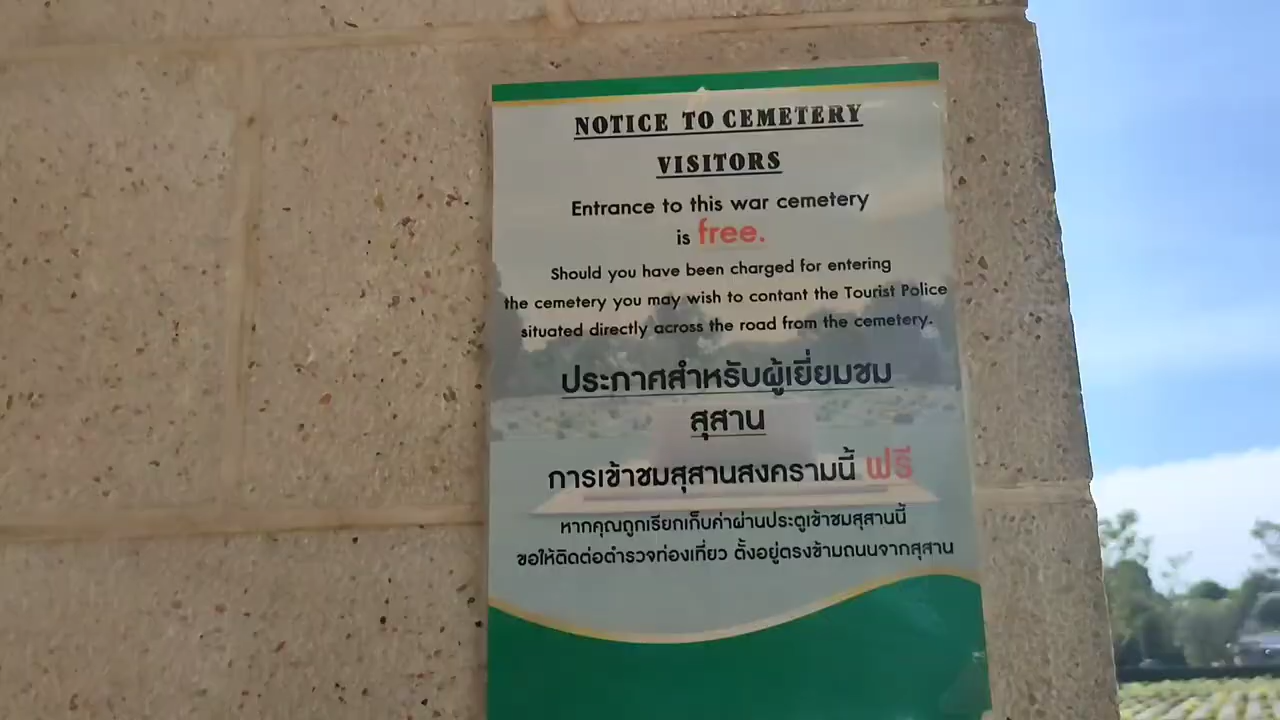 NOTICE TO CEMETERY
VISITORS
Entrance to this war cemetery
is free.
Should you have been charged for entering
the cemetery you may wish to contant the Tourist Police
situated directly across the road from the cemetery.
ประกาศสำหรับผู้เยี่ยมชม
สุสาน
การเข้าชมสุสานสงครามนี้ ฟรี
หากคุณถูกเรียกเก็บค่าผ่านประตูเข้าชมสุสานนี้
ขอให้ติดต่อตำรวจท่องเที่ยว ตั้งอยู่ตรงข้ามถนนจากสุสาน